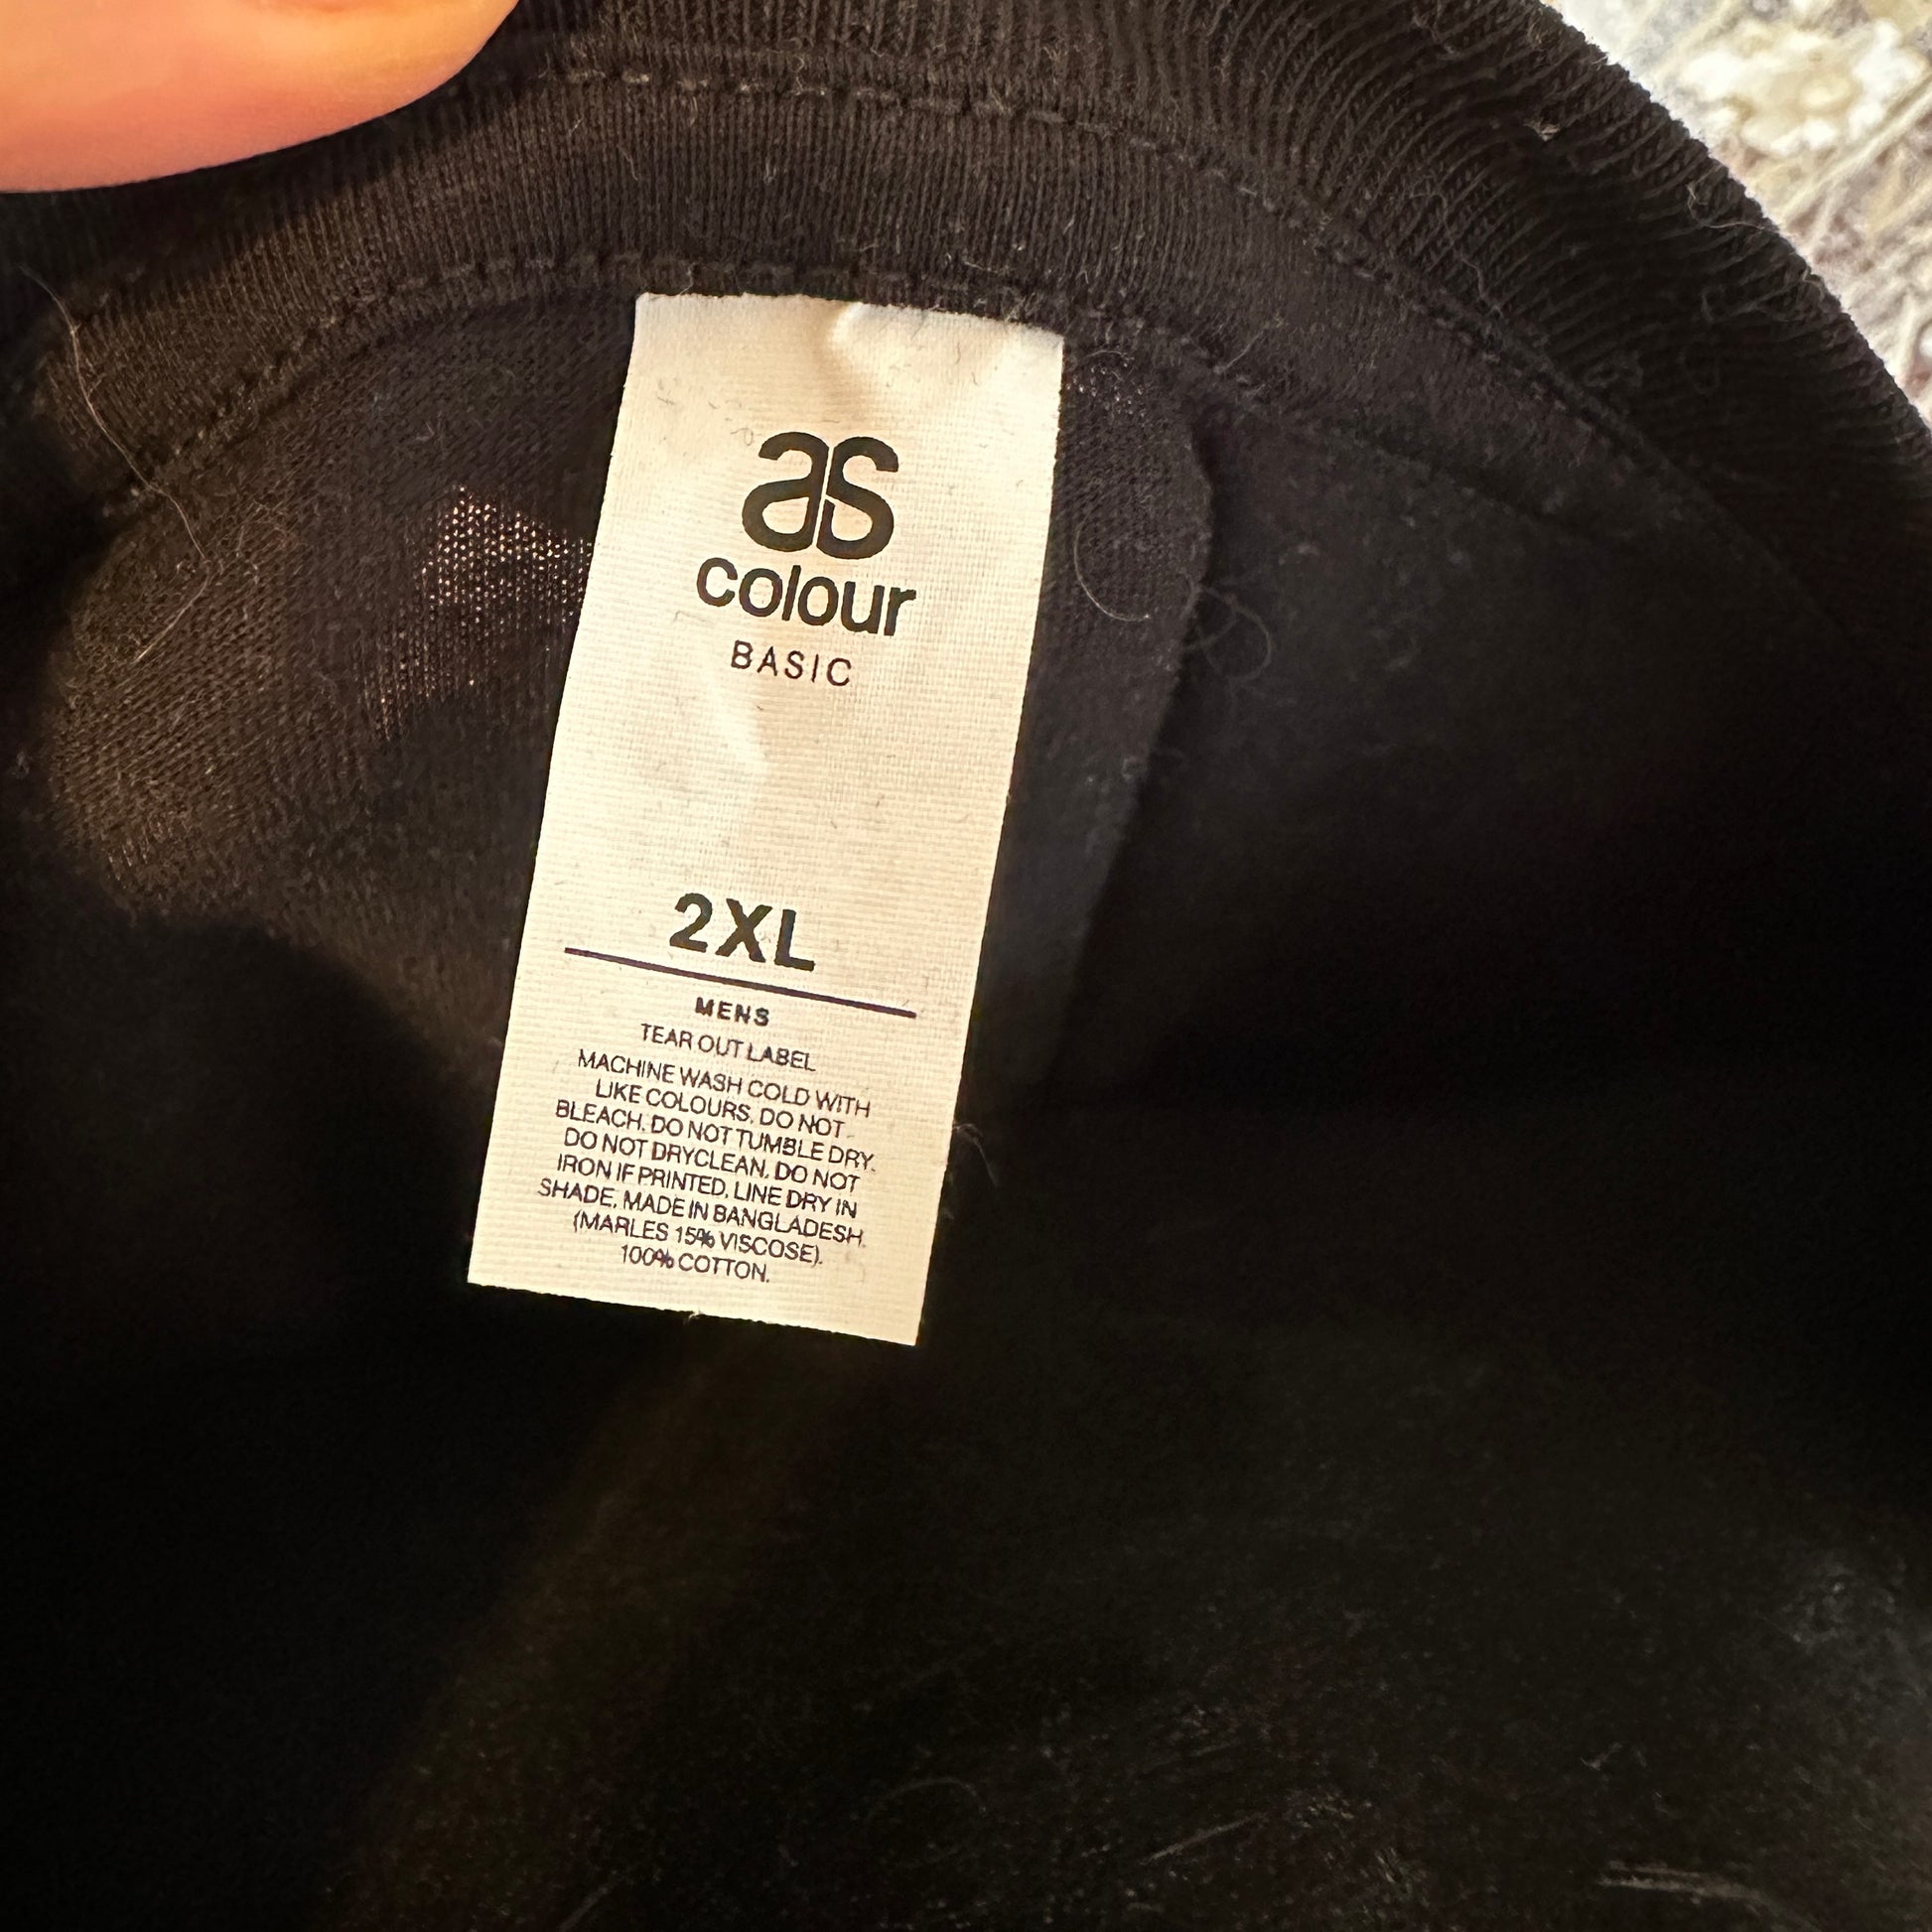 as
colour
BASIC
2XL
MENS
TEAR OUT LABEL
MACHINE WASH COLD WITH
LIKE COLOURS. DO NOT
BLEACH. DO NOT TUMBLE DRY.
DO NOT DRYCLEAN. DO NOT
IRON IF PRINTED. LINE DRY IN
SHADE. MADE IN BANGLADESH.
(MARLES 15% VISCOSE).
100% COTTON.